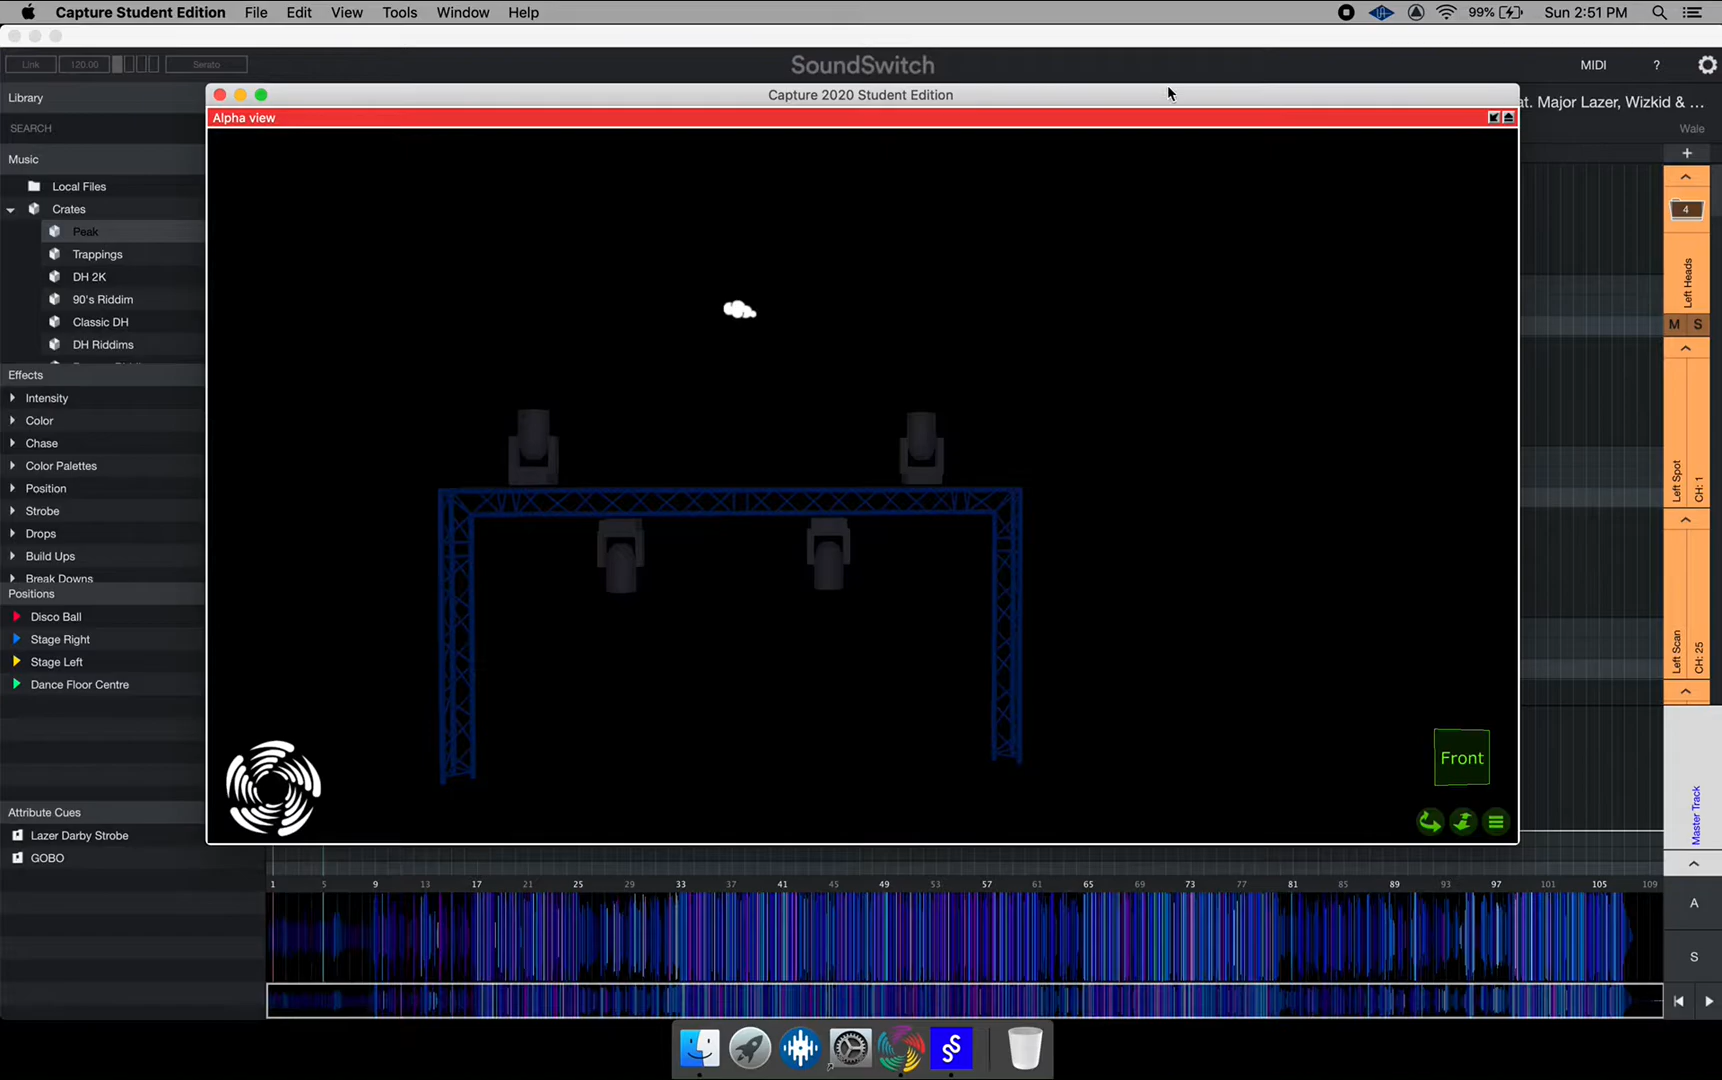 Capture Student Edition File Edit View Tools Window Help 99% Sun 2:51 PM
Link 120.00 Serato SoundSwitch MIDI ?
Library
Capture 2020 Student Edition
at. Major Lazer, Wizkid & ...
Alpha view
SEARCH
Wale
Music
+
Local Files
Crates
4
Peak
Trappings
DH 2K
Left Heads
90's Riddim
Classic DH
M S
DH Riddims
Effects
Intensity
Color
Chase
Color Palettes
Left Spot
CH: 1
Position
Strobe
Drops
Build Ups
Break Downs
Positions
Disco Ball
Stage Right
Left Scan
CH: 25
Stage Left
Dance Floor Centre
Front
Master Track
Attribute Cues
Lazer Darby Strobe
GOBO
1 5 9 13 17 21 25 29 33 37 41 45 49 53 57 61 65 69 73 77 81 89 93 97 101 105 109
A
S